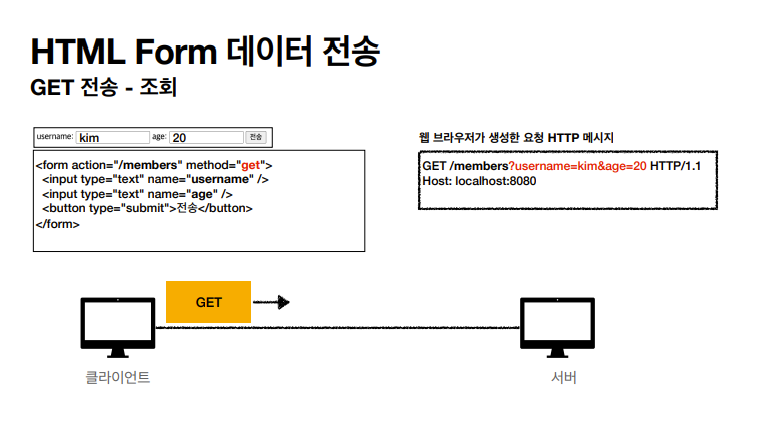 HTML Form 데이터 전송
GET 전송 - 조회
username: kim age: 20 전송
<form action="/members" method="get">
<input type="text" name="username" />
<input type="text" name="age" />
<button type="submit">전송</button>
</form>
웹 브라우저가 생성한 요청 HTTP 메시지
GET /members?username=kim&age=20 HTTP/1.1
Host: localhost:8080
GET
클라이언트
서버